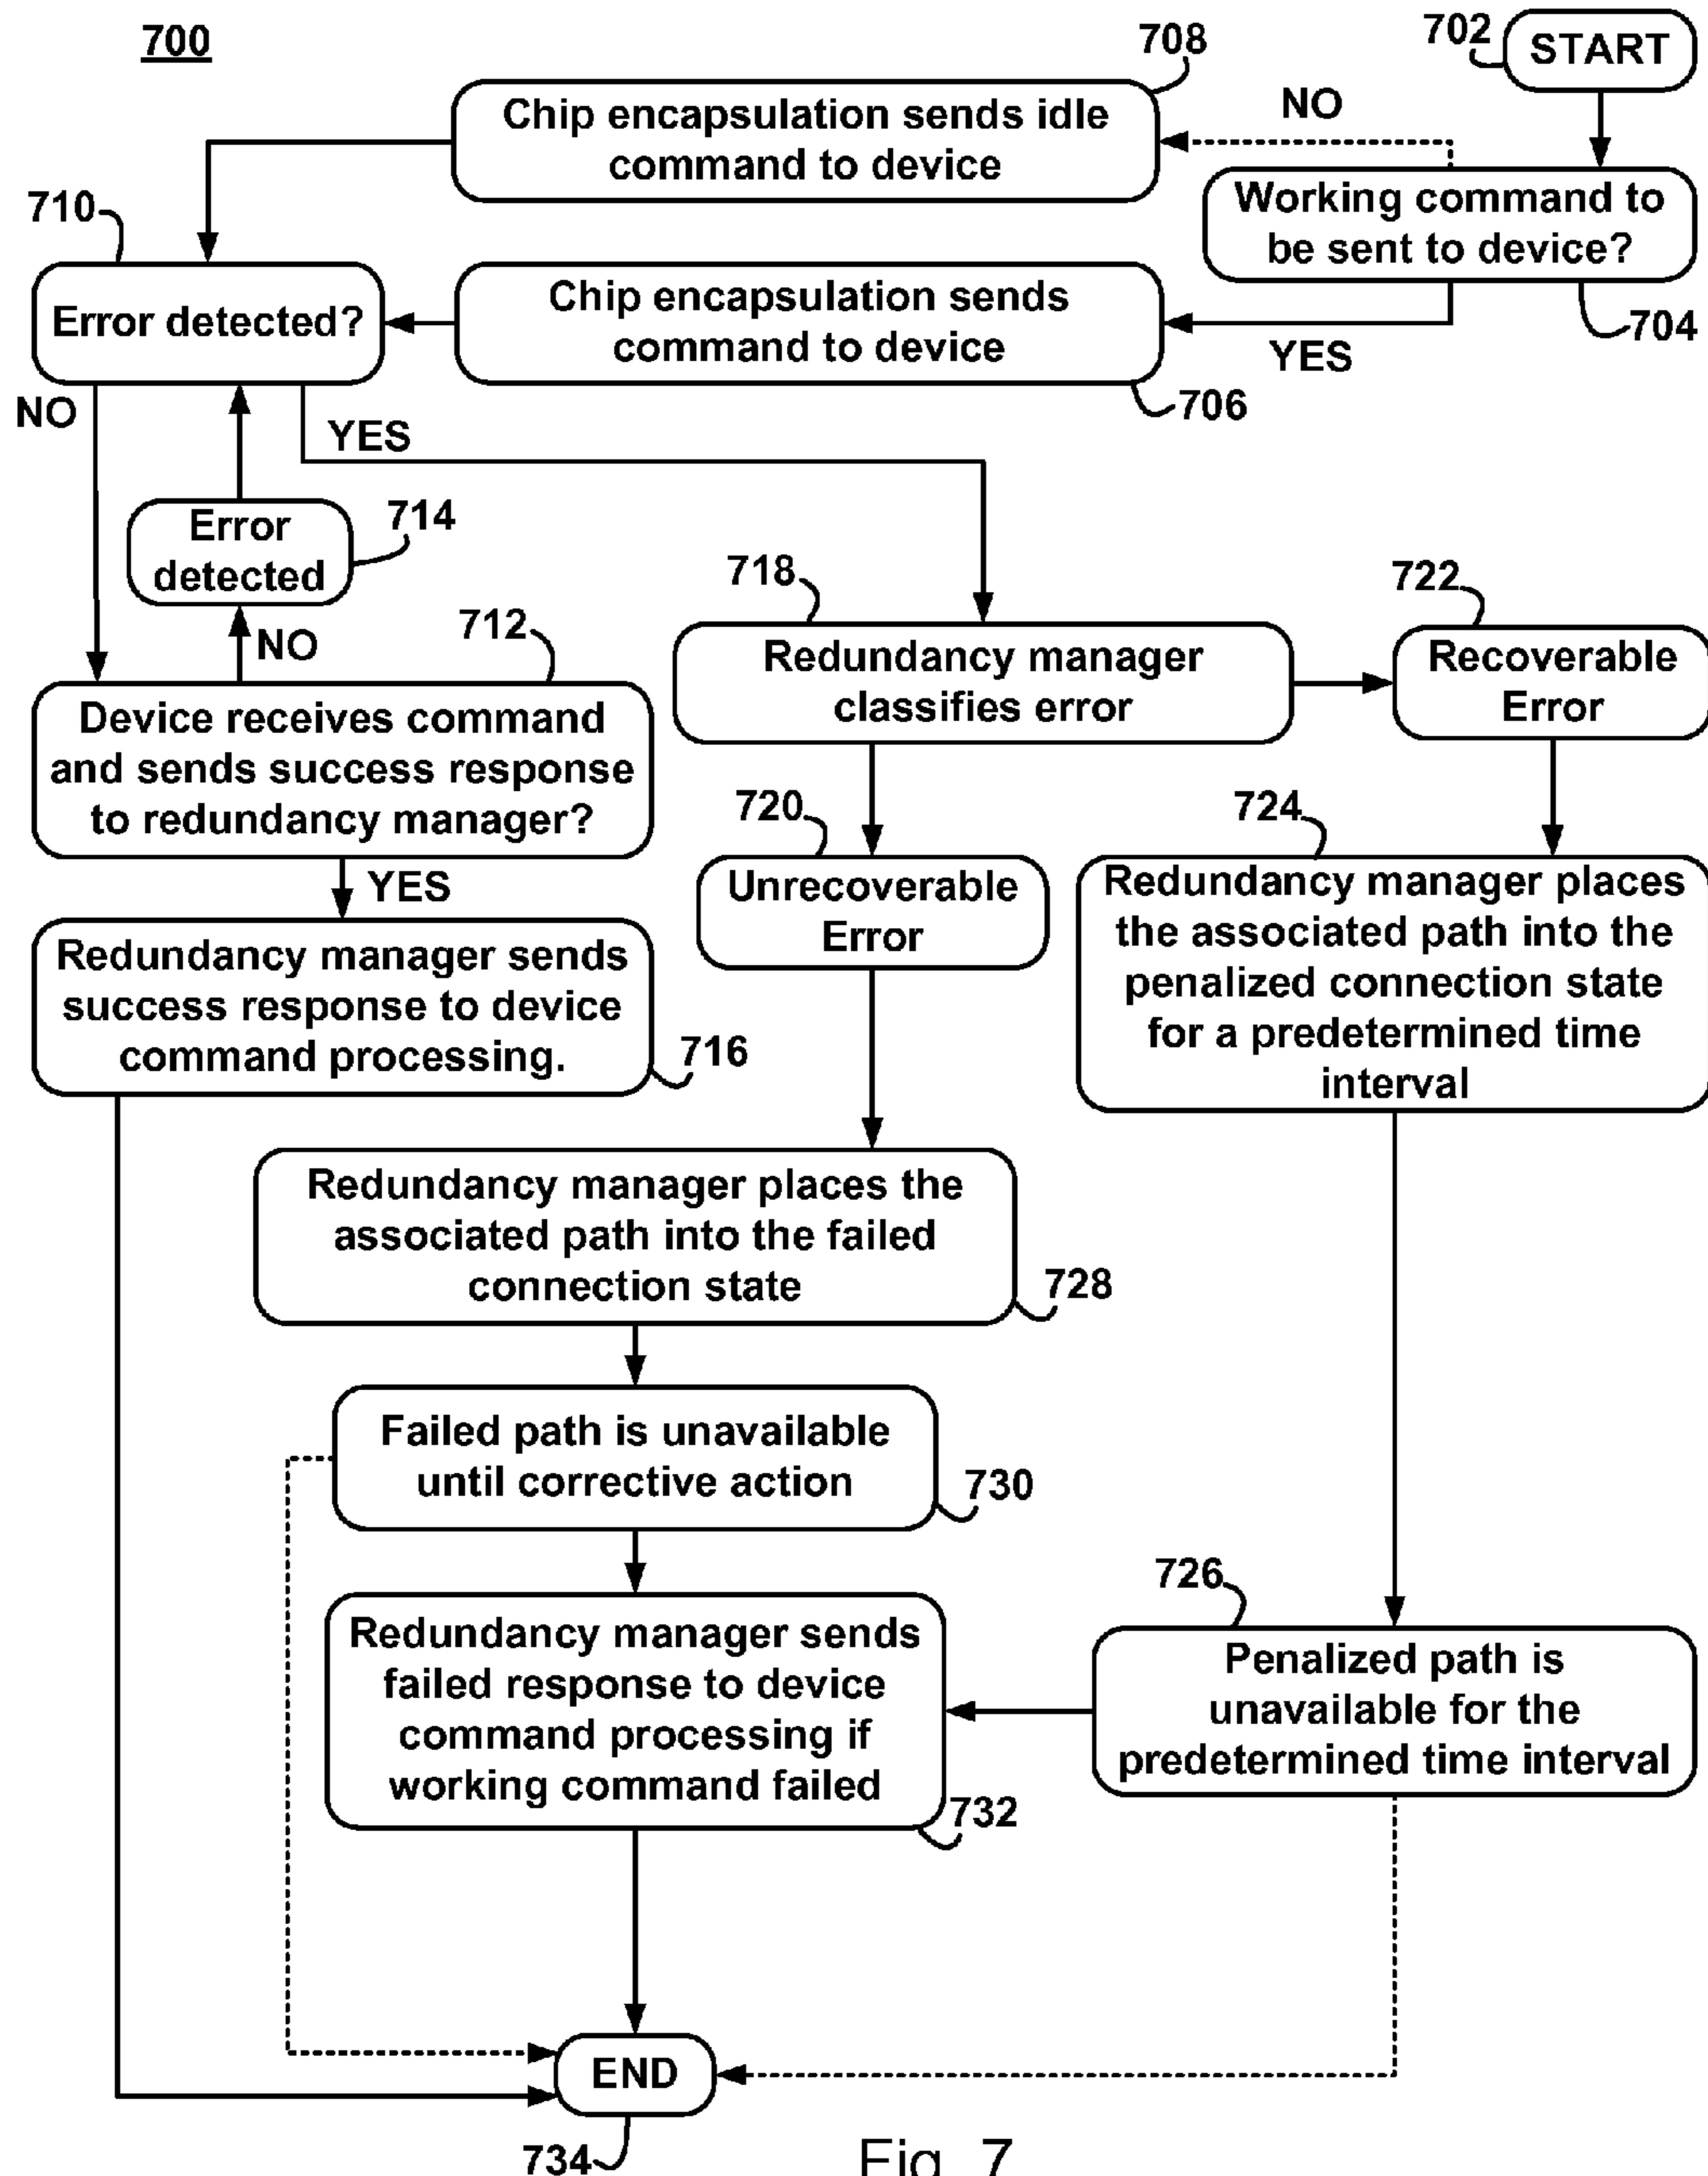 700
708
702
START
Chip encapsulation sends idle
command to device
NO
Working command to
be sent to device?
704
710
Error detected?
Chip encapsulation sends
command to device
YES
706
NO
YES
Error
detected
714
NO
712
Device receives command
and sends success response
to redundancy manager?
YES
Redundancy manager sends
success response to device
command processing.
716
718
Redundancy manager
classifies error
722
Recoverable
Error
720
Unrecoverable
Error
724
Redundancy manager places
the associated path into the
penalized connection state
for a predetermined time
interval
Redundancy manager places the
associated path into the failed
connection state
728
Failed path is unavailable
until corrective action
730
726
Penalized path is
unavailable for the
predetermined time interval
Redundancy manager sends
failed response to device
command processing if
working command failed
732
END
734
Fig. 7